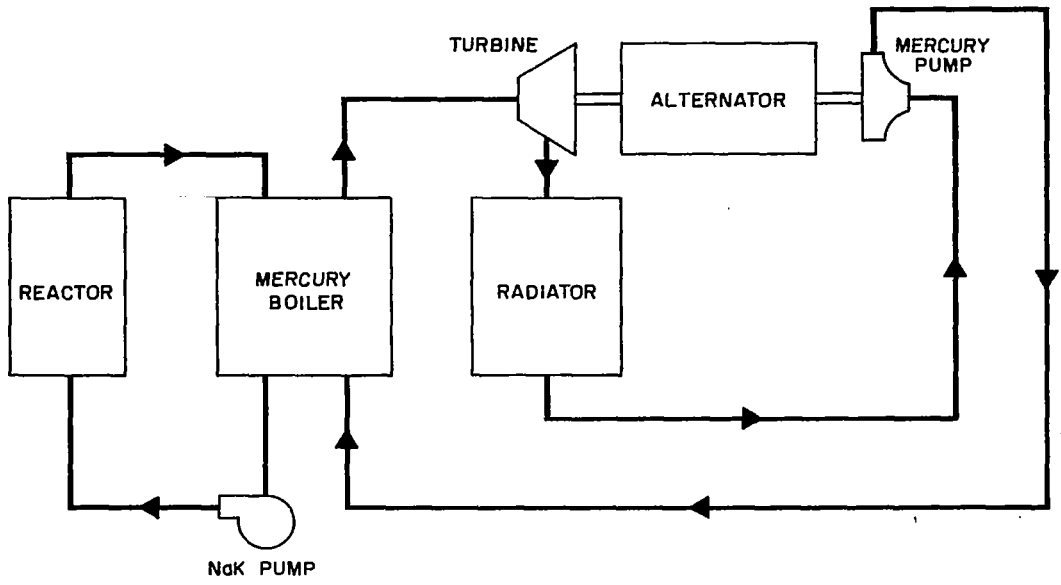 TURBINE
MERCURY
PUMP
ALTERNATOR
REACTOR
MERCURY
BOILER
RADIATOR
NaK PUMP